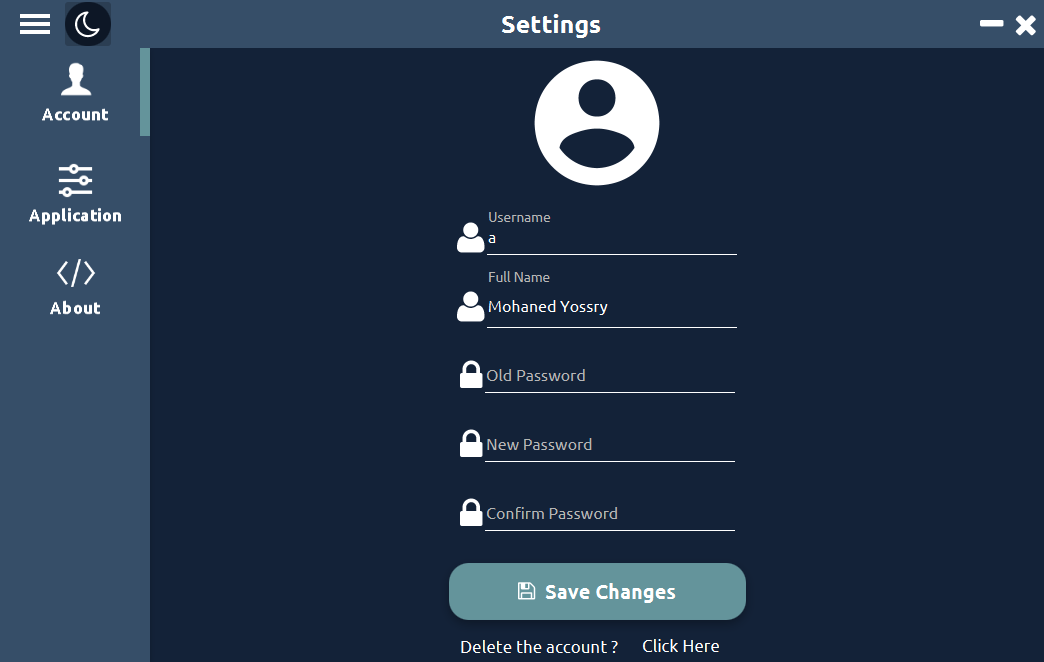 Settings
Account
Application
About
Username
a
Full Name
Mohaned Yossry
Old Password
New Password
Confirm Password
Save Changes
Delete the account ? Click Here